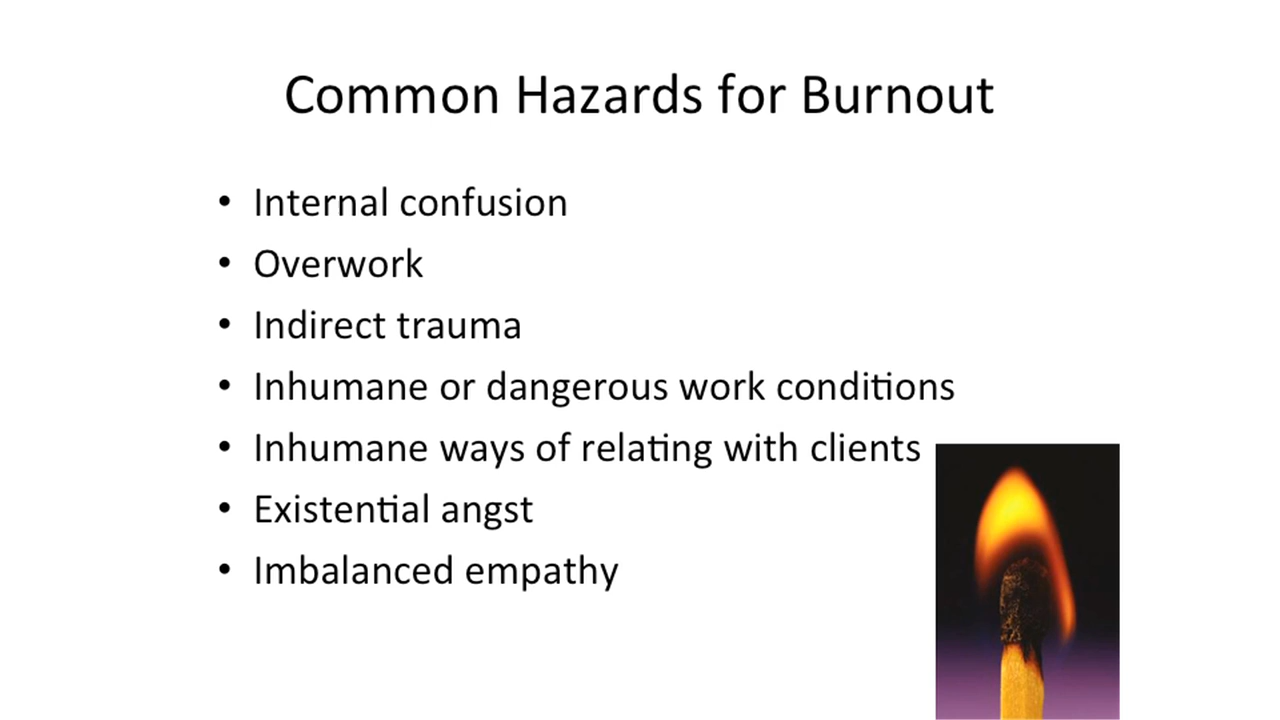 Common Hazards for Burnout
• Internal confusion
• Overwork
• Indirect trauma
• Inhumane or dangerous work conditions
• Inhumane ways of relating with clients
• Existential angst
• Imbalanced empathy